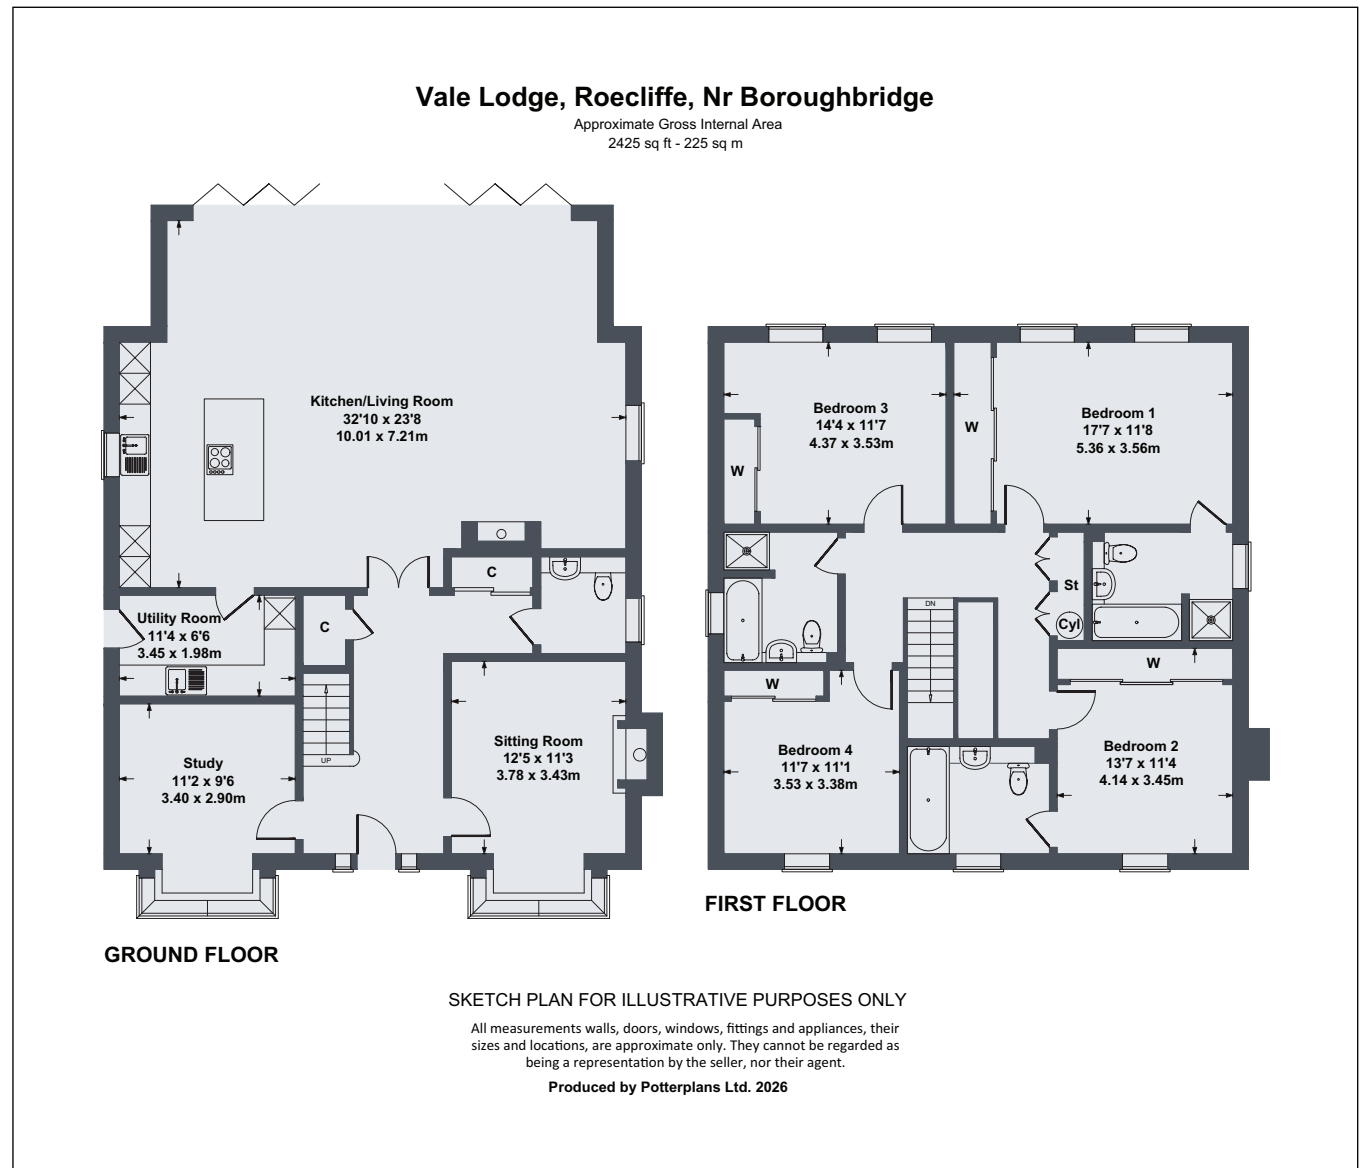 Vale Lodge, Roecliffe, Nr Boroughbridge
Approximate Gross Internal Area
2425 sq ft - 225 sq m
Kitchen/Living Room
32'10 x 23'8
10.01 x 7.21m
C
C
Utility Room
11'4 x 6'6
3.45 x 1.98m
UP
Study
11'2 x 9'6
3.40 x 2.90m
Sitting Room
12'5 x 11'3
3.78 x 3.43m
GROUND FLOOR
Bedroom 3
14'4 x 11'7
4.37 x 3.53m
W
W
Bedroom 1
17'7 x 11'8
5.36 x 3.56m
St
Cyl
DN
W
W
Bedroom 4
11'7 x 11'1
3.53 x 3.38m
Bedroom 2
13'7 x 11'4
4.14 x 3.45m
FIRST FLOOR
SKETCH PLAN FOR ILLUSTRATIVE PURPOSES ONLY
All measurements walls, doors, windows, fittings and appliances, their
sizes and locations, are approximate only. They cannot be regarded as
being a representation by the seller, nor their agent.
Produced by Potterplans Ltd. 2026